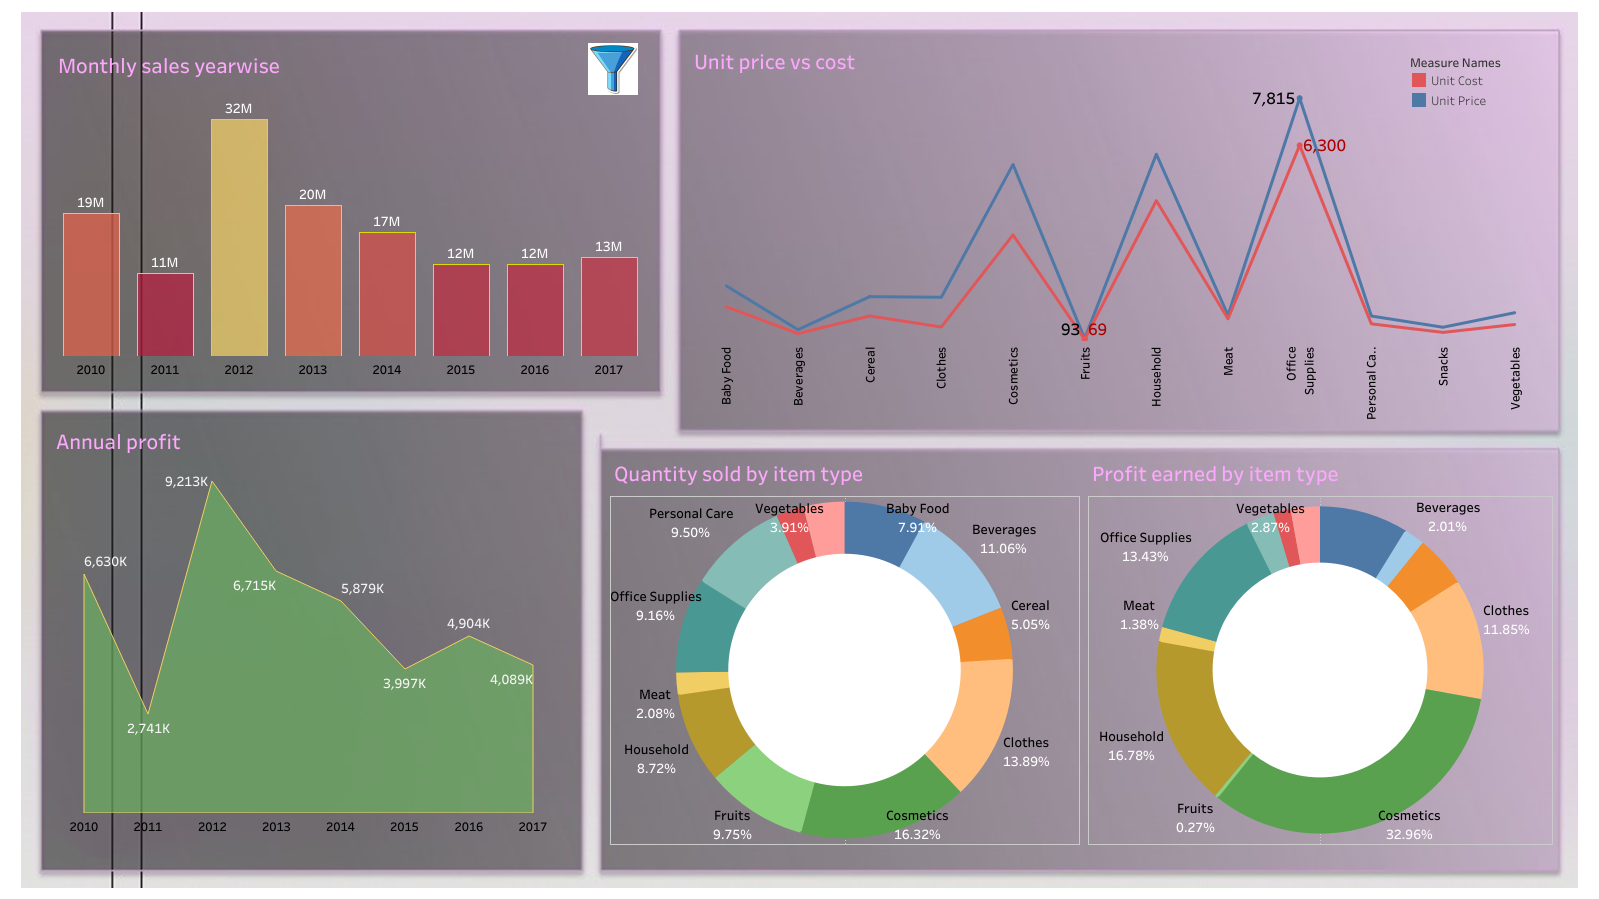 Monthly sales yearwise
32M
20M
19M
17M
13M
12M
12M
11M
2010
2011
2012
2013
2014
2015
2016
2017
Unit price vs cost
Measure Names
Unit Cost
Unit Price
7,815
6,300
93
69
Baby Food
Beverages
Cereal
Clothes
Cosmetics
Fruits
Household
Meat
Office
Supplies
Personal Ca..
Snacks
Vegetables
Annual profit
9,213K
6,630K
6,715K
5,879K
4,904K
3,997K
4,089K
2,741K
2010
2011
2012
2013
2014
2015
2016
2017
Quantity sold by item type
Baby Food
7.91%
Beverages
11.06%
Cereal
5.05%
Clothes
13.89%
Cosmetics
16.32%
Fruits
9.75%
Household
8.72%
Meat
2.08%
Office Supplies
9.16%
Personal Care
9.50%
Vegetables
3.91%
Profit earned by item type
Beverages
2.01%
Clothes
11.85%
Cosmetics
32.96%
Fruits
0.27%
Household
16.78%
Meat
1.38%
Office Supplies
13.43%
Vegetables
2.87%